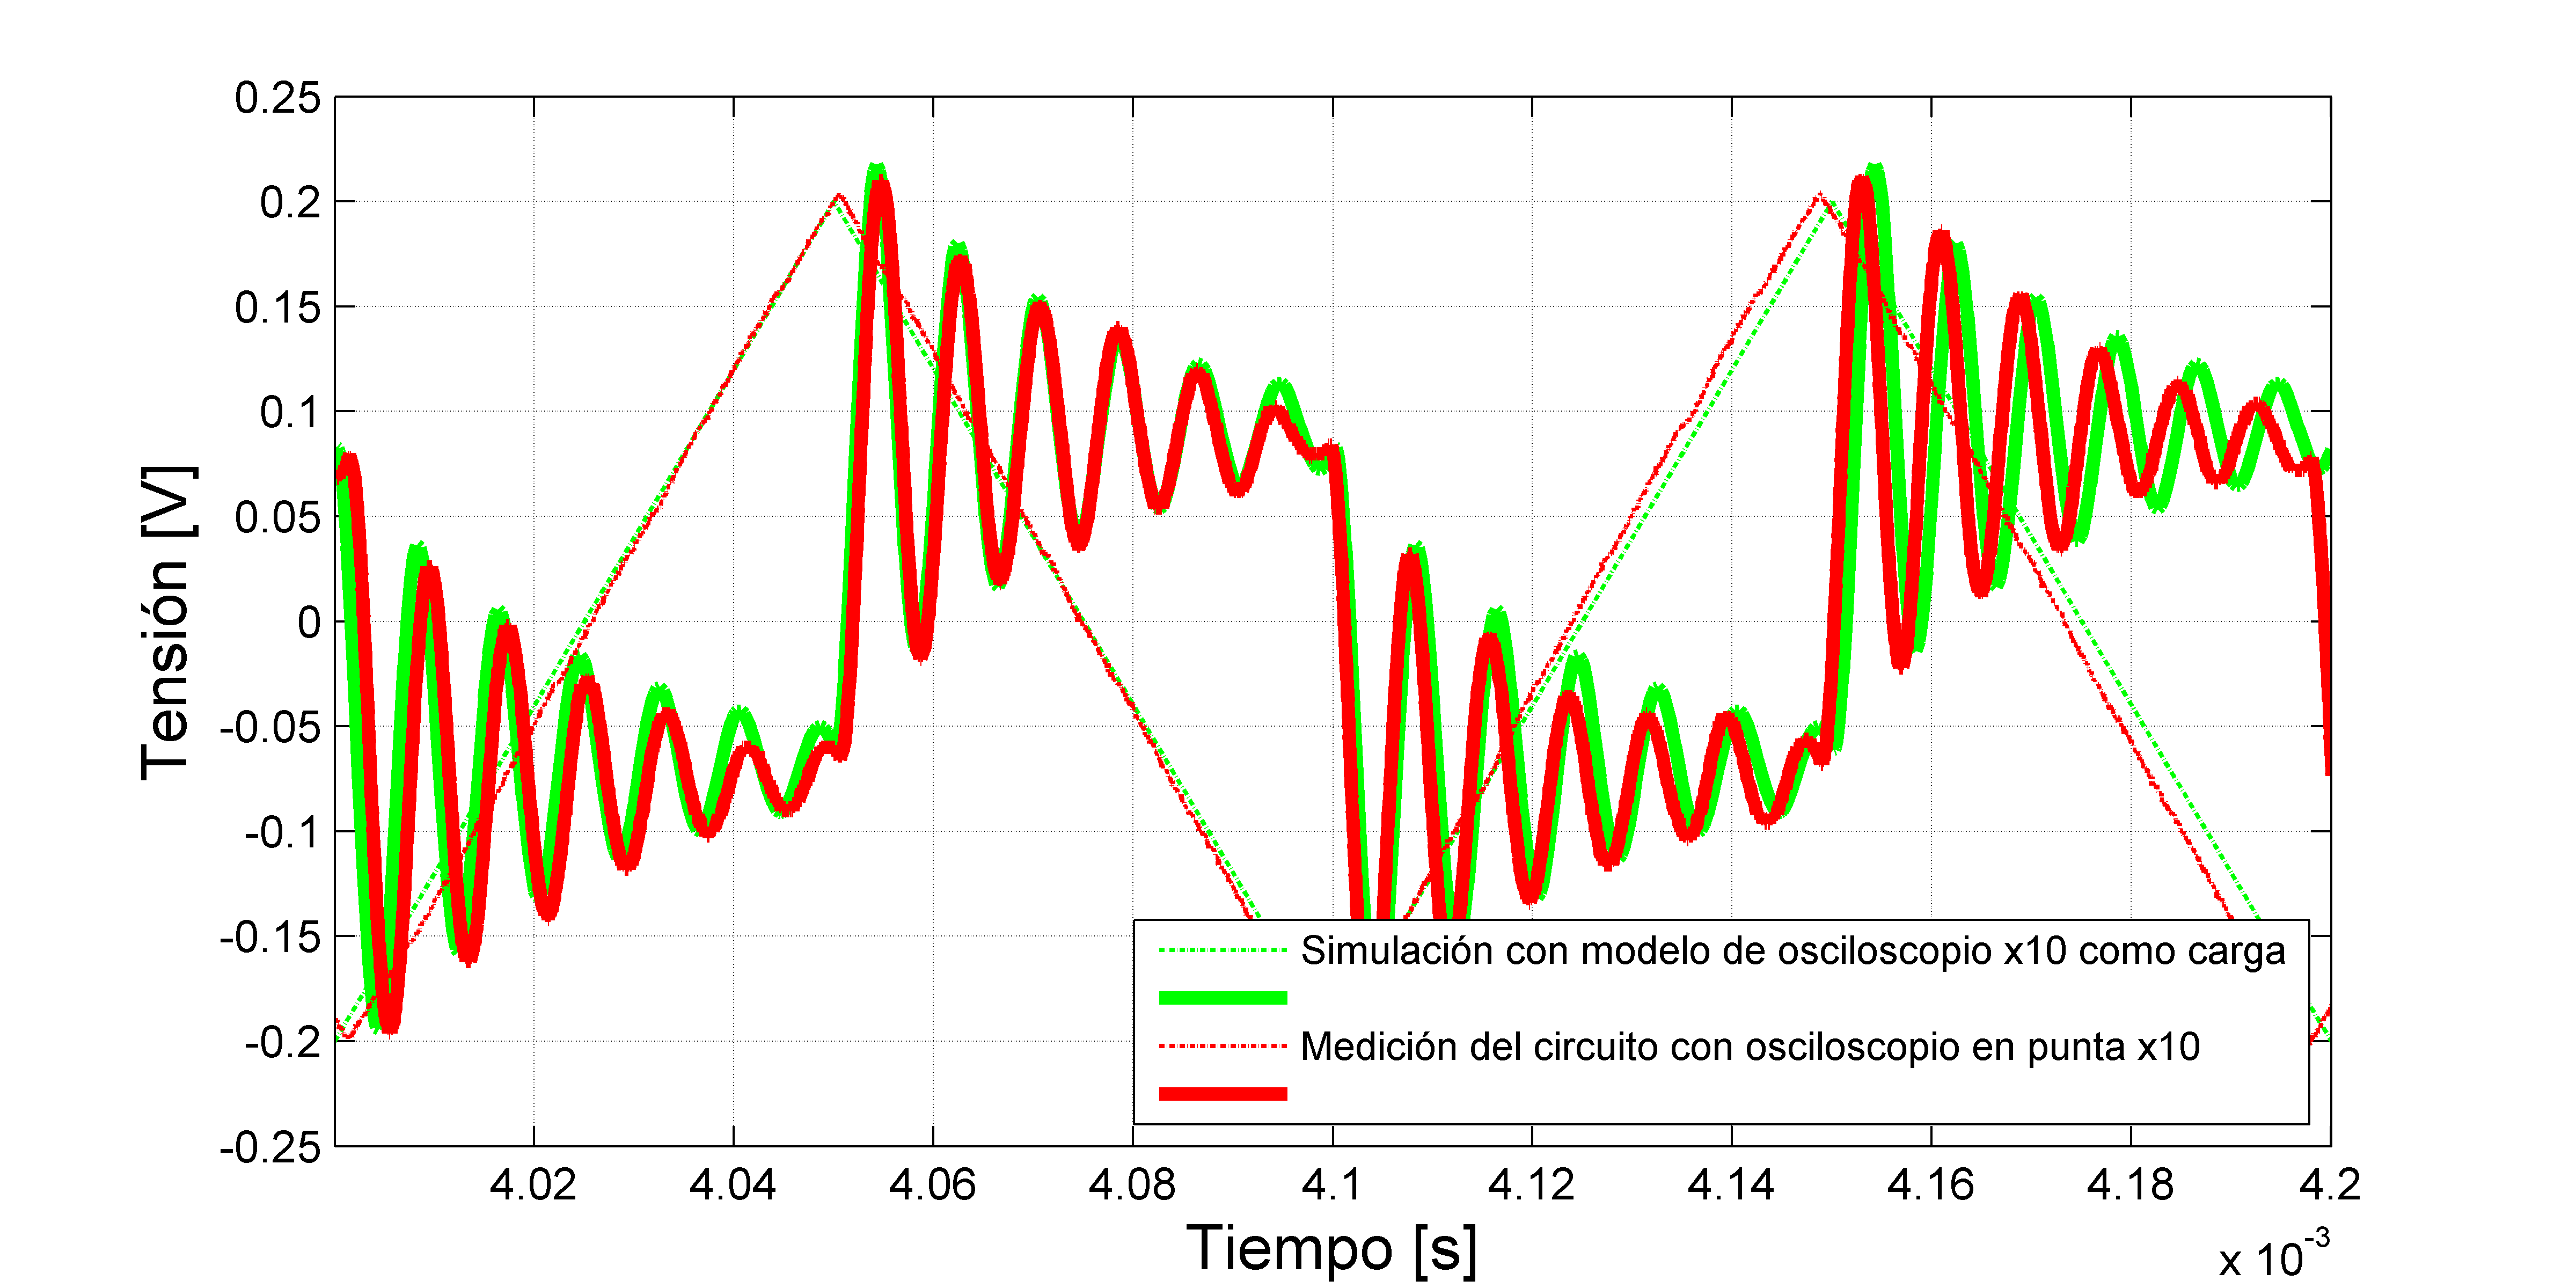 0.25
0.2
0.15
0.1
0.05
0
-0.05
-0.1
-0.15
-0.2
-0.25
Tensión [V]
Simulación con modelo de osciloscopio x10 como carga
Medición del circuito con osciloscopio en punta x10
4.02 4.04 4.06 4.08 4.1 4.12 4.14 4.16 4.18 4.2
Tiempo [s]
x 10⁻³